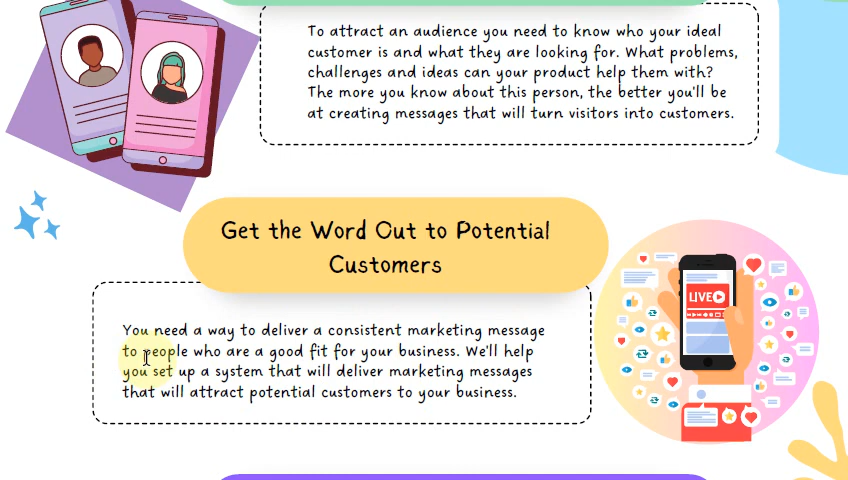 To attract an audience you need to know who your ideal
customer is and what they are looking for. What problems,
challenges and ideas can your product help them with?
The more you know about this person, the better you'll be
at creating messages that will turn visitors into customers.
Get the Word Out to Potential
Customers
You need a way to deliver a consistent marketing message
to people who are a good fit for your business. We'll help
you set up a system that will deliver marketing messages
that will attract potential customers to your business.
LIVE